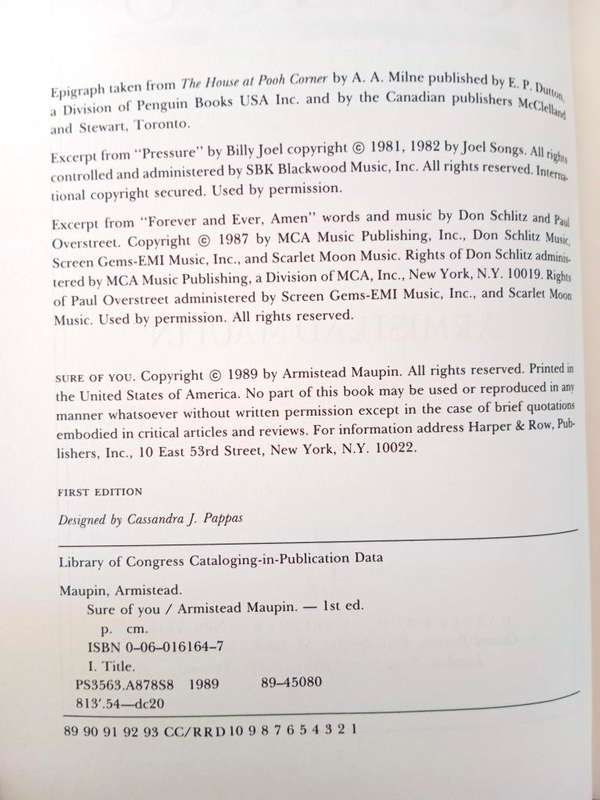 Epigraph taken from The House at Pooh Corner by A. A. Milne published by E. P. Dutton,
a Division of Penguin Books USA Inc. and by the Canadian publishers McClelland
and Stewart, Toronto.
Excerpt from "Pressure" by Billy Joel copyright © 1981, 1982 by Joel Songs. All rights
controlled and administered by SBK Blackwood Music, Inc. All rights reserved. Interna-
tional copyright secured. Used by permission.
Excerpt from "Forever and Ever, Amen" words and music by Don Schlitz and Paul
Overstreet. Copyright © 1987 by MCA Music Publishing, Inc., Don Schlitz Music,
Screen Gems-EMI Music, Inc., and Scarlet Moon Music. Rights of Don Schlitz adminis-
tered by MCA Music Publishing, a Division of MCA, Inc., New York, N.Y. 10019. Rights
of Paul Overstreet administered by Screen Gems-EMI Music, Inc., and Scarlet Moon
Music. Used by permission. All rights reserved.
SURE OF YOU. Copyright © 1989 by Armistead Maupin. All rights reserved. Printed in
the United States of America. No part of this book may be used or reproduced in any
manner whatsoever without written permission except in the case of brief quotations
embodied in critical articles and reviews. For information address Harper & Row, Pub-
lishers, Inc., 10 East 53rd Street, New York, N.Y. 10022.
FIRST EDITION
Designed by Cassandra J. Pappas
Library of Congress Cataloging-in-Publication Data
Maupin, Armistead.
Sure of you / Armistead Maupin. — 1st ed.
p. cm.
ISBN 0-06-016164-7
I. Title.
PS3563.A878S8 1989 89-45080
813'.54—dc20
89 90 91 92 93 CC/RRD 10 9 8 7 6 5 4 3 2 1